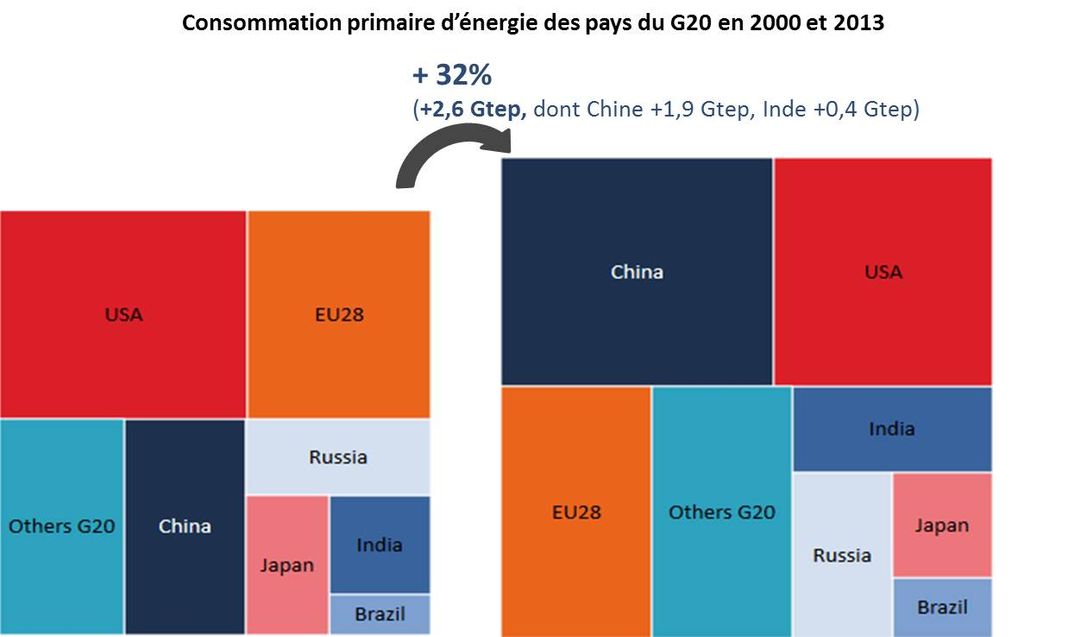 Consommation primaire d’énergie des pays du G20 en 2000 et 2013
+ 32%
(+2,6 Gtep, dont Chine +1,9 Gtep, Inde +0,4 Gtep)
USA
EU28
Others G20
China
Russia
Japan
India
Brazil
China
USA
EU28
Others G20
India
Russia
Japan
Brazil